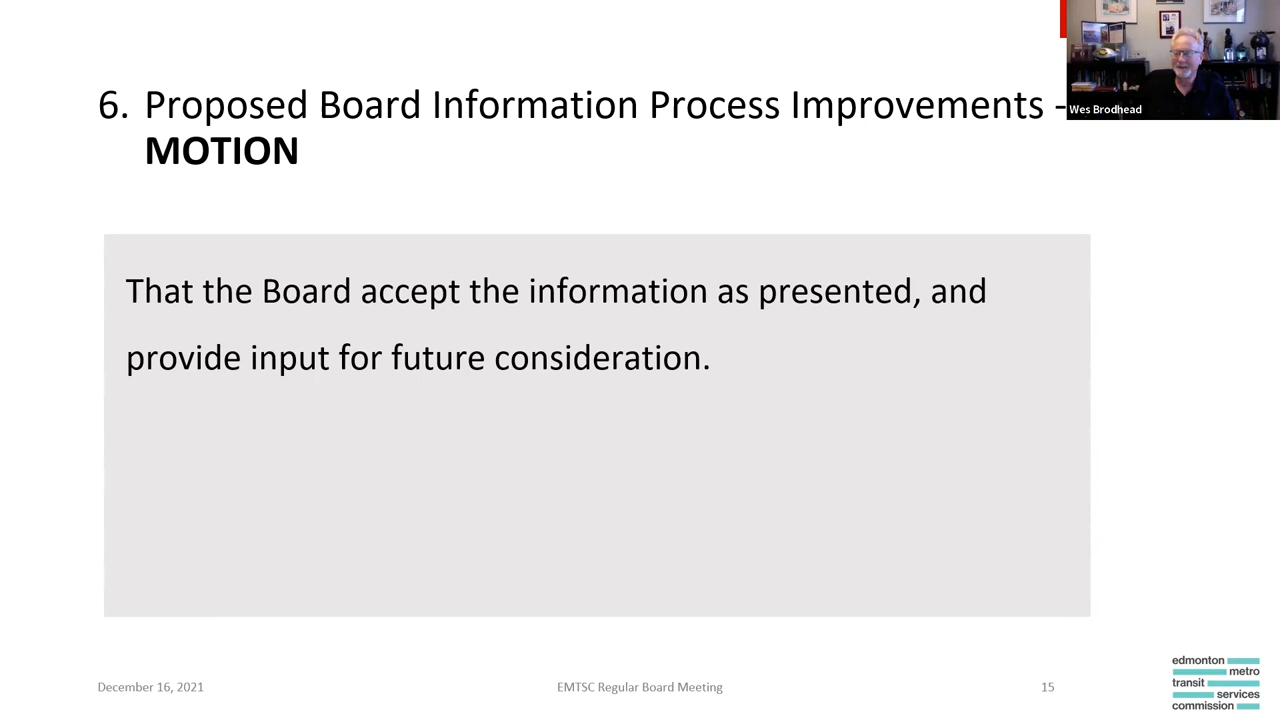 6. Proposed Board Information Process Improvements -
MOTION
Wes Brodhead
That the Board accept the information as presented, and
provide input for future consideration.
December 16, 2021
EMTSC Regular Board Meeting
15
edmonton
metro
transit
services
commission